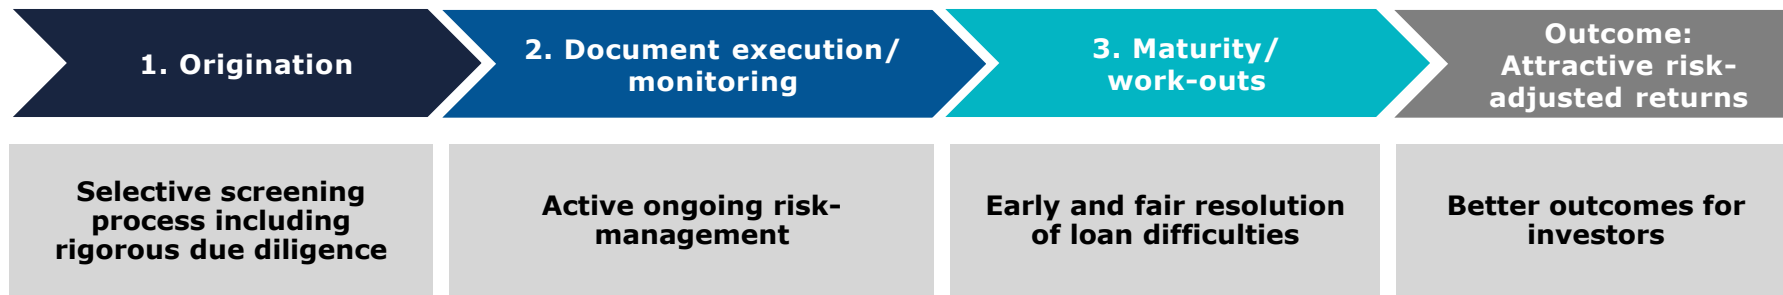 1. Origination
2. Document execution/
monitoring
3. Maturity/
work-outs
Outcome:
Attractive risk-
adjusted returns
Selective screening
process including
rigorous due diligence
Active ongoing risk-
management
Early and fair resolution
of loan difficulties
Better outcomes for
investors